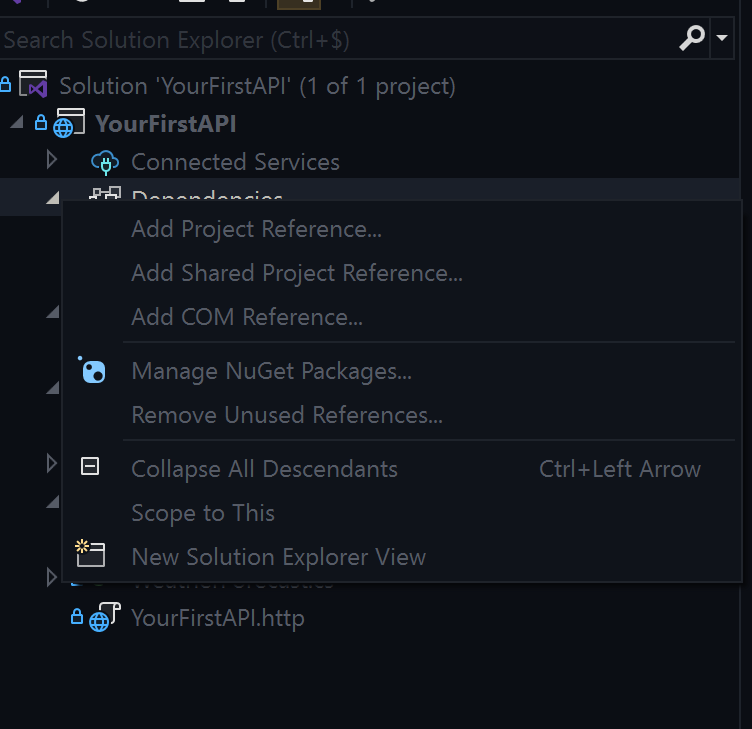 Search Solution Explorer (Ctrl+$)
Solution 'YourFirstAPI' (1 of 1 project)
YourFirstAPI
Connected Services
Dependencies
Add Project Reference...
Add Shared Project Reference...
Add COM Reference...
Manage NuGet Packages...
Remove Unused References...
Collapse All Descendants Ctrl+Left Arrow
Scope to This
New Solution Explorer View
YourFirstAPI.http